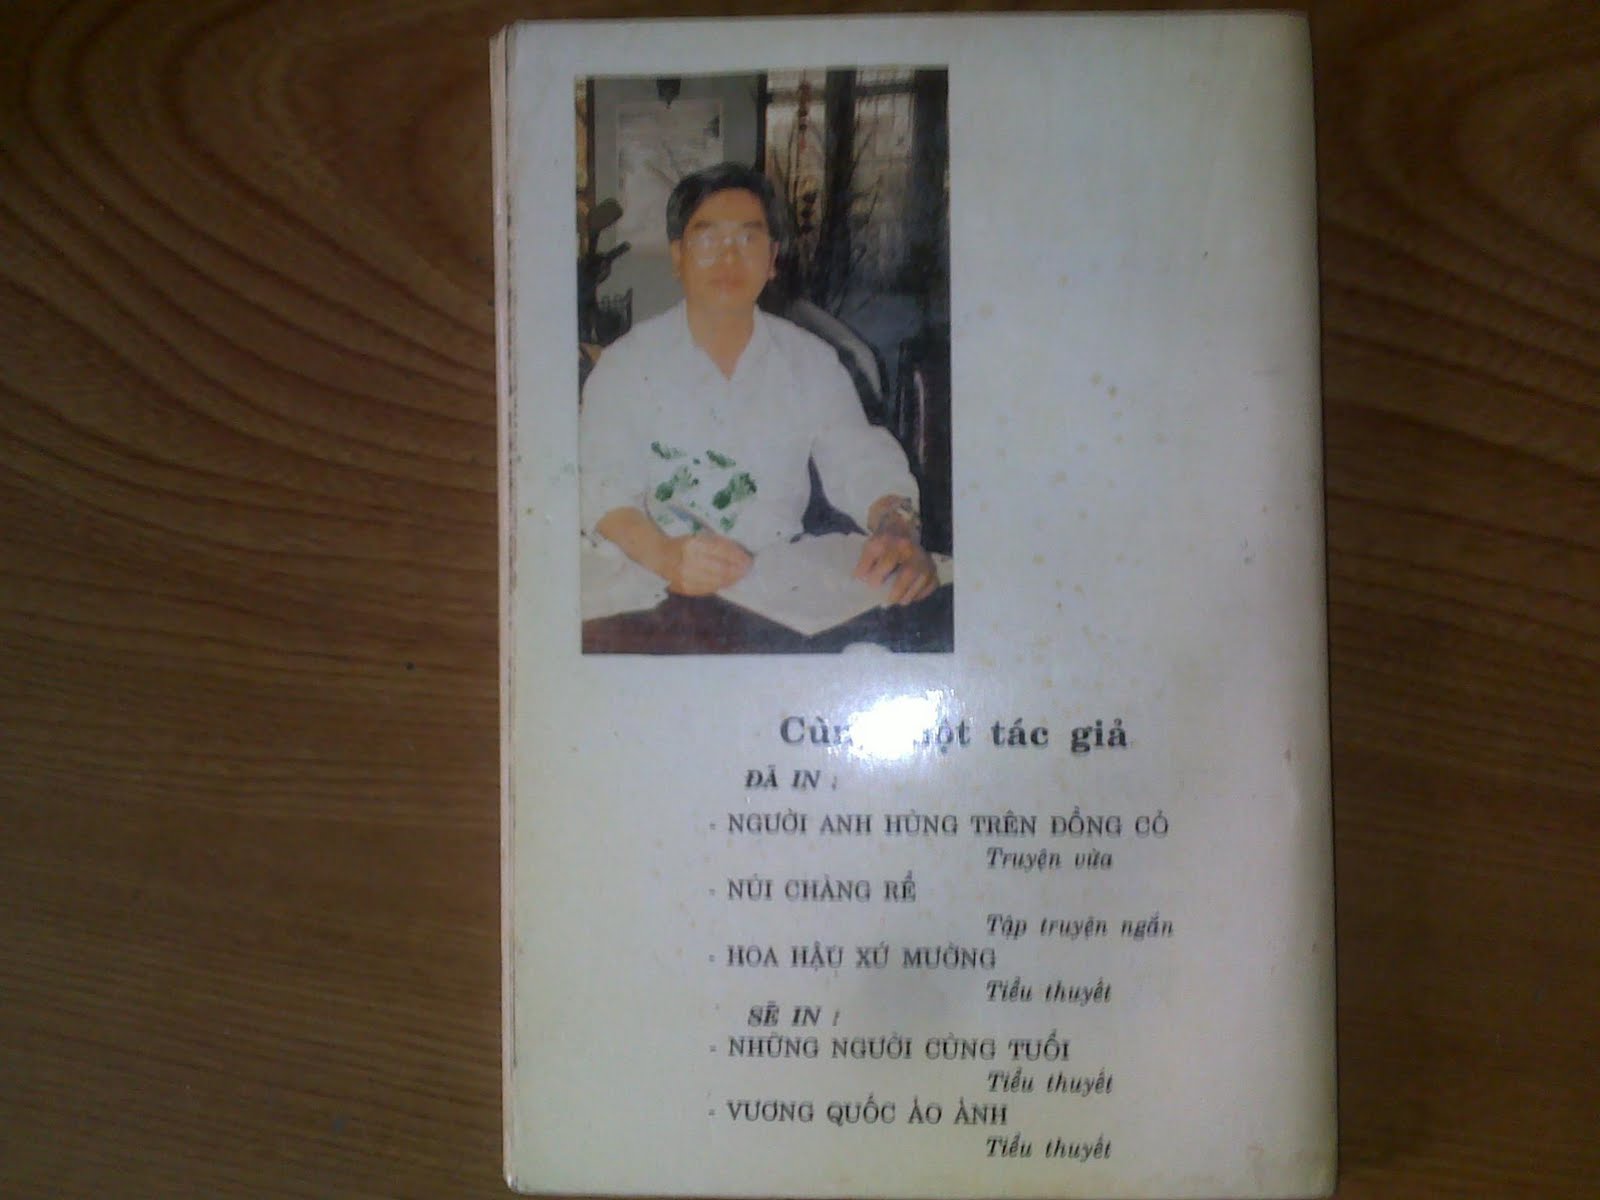 Cùng một tác giả
ĐÃ IN :
- NGƯỜI ANH HÙNG TRÊN ĐỒNG CỎ
Truyện vừa
- NÚI CHÀNG RỂ
Tập truyện ngắn
- HOA HẬU XỨ MƯỜNG
Tiểu thuyết
SẼ IN :
- NHỮNG NGƯỜI CÙNG TUỔI
Tiểu thuyết
- VƯƠNG QUỐC ẢO ẢNH
Tiểu thuyết